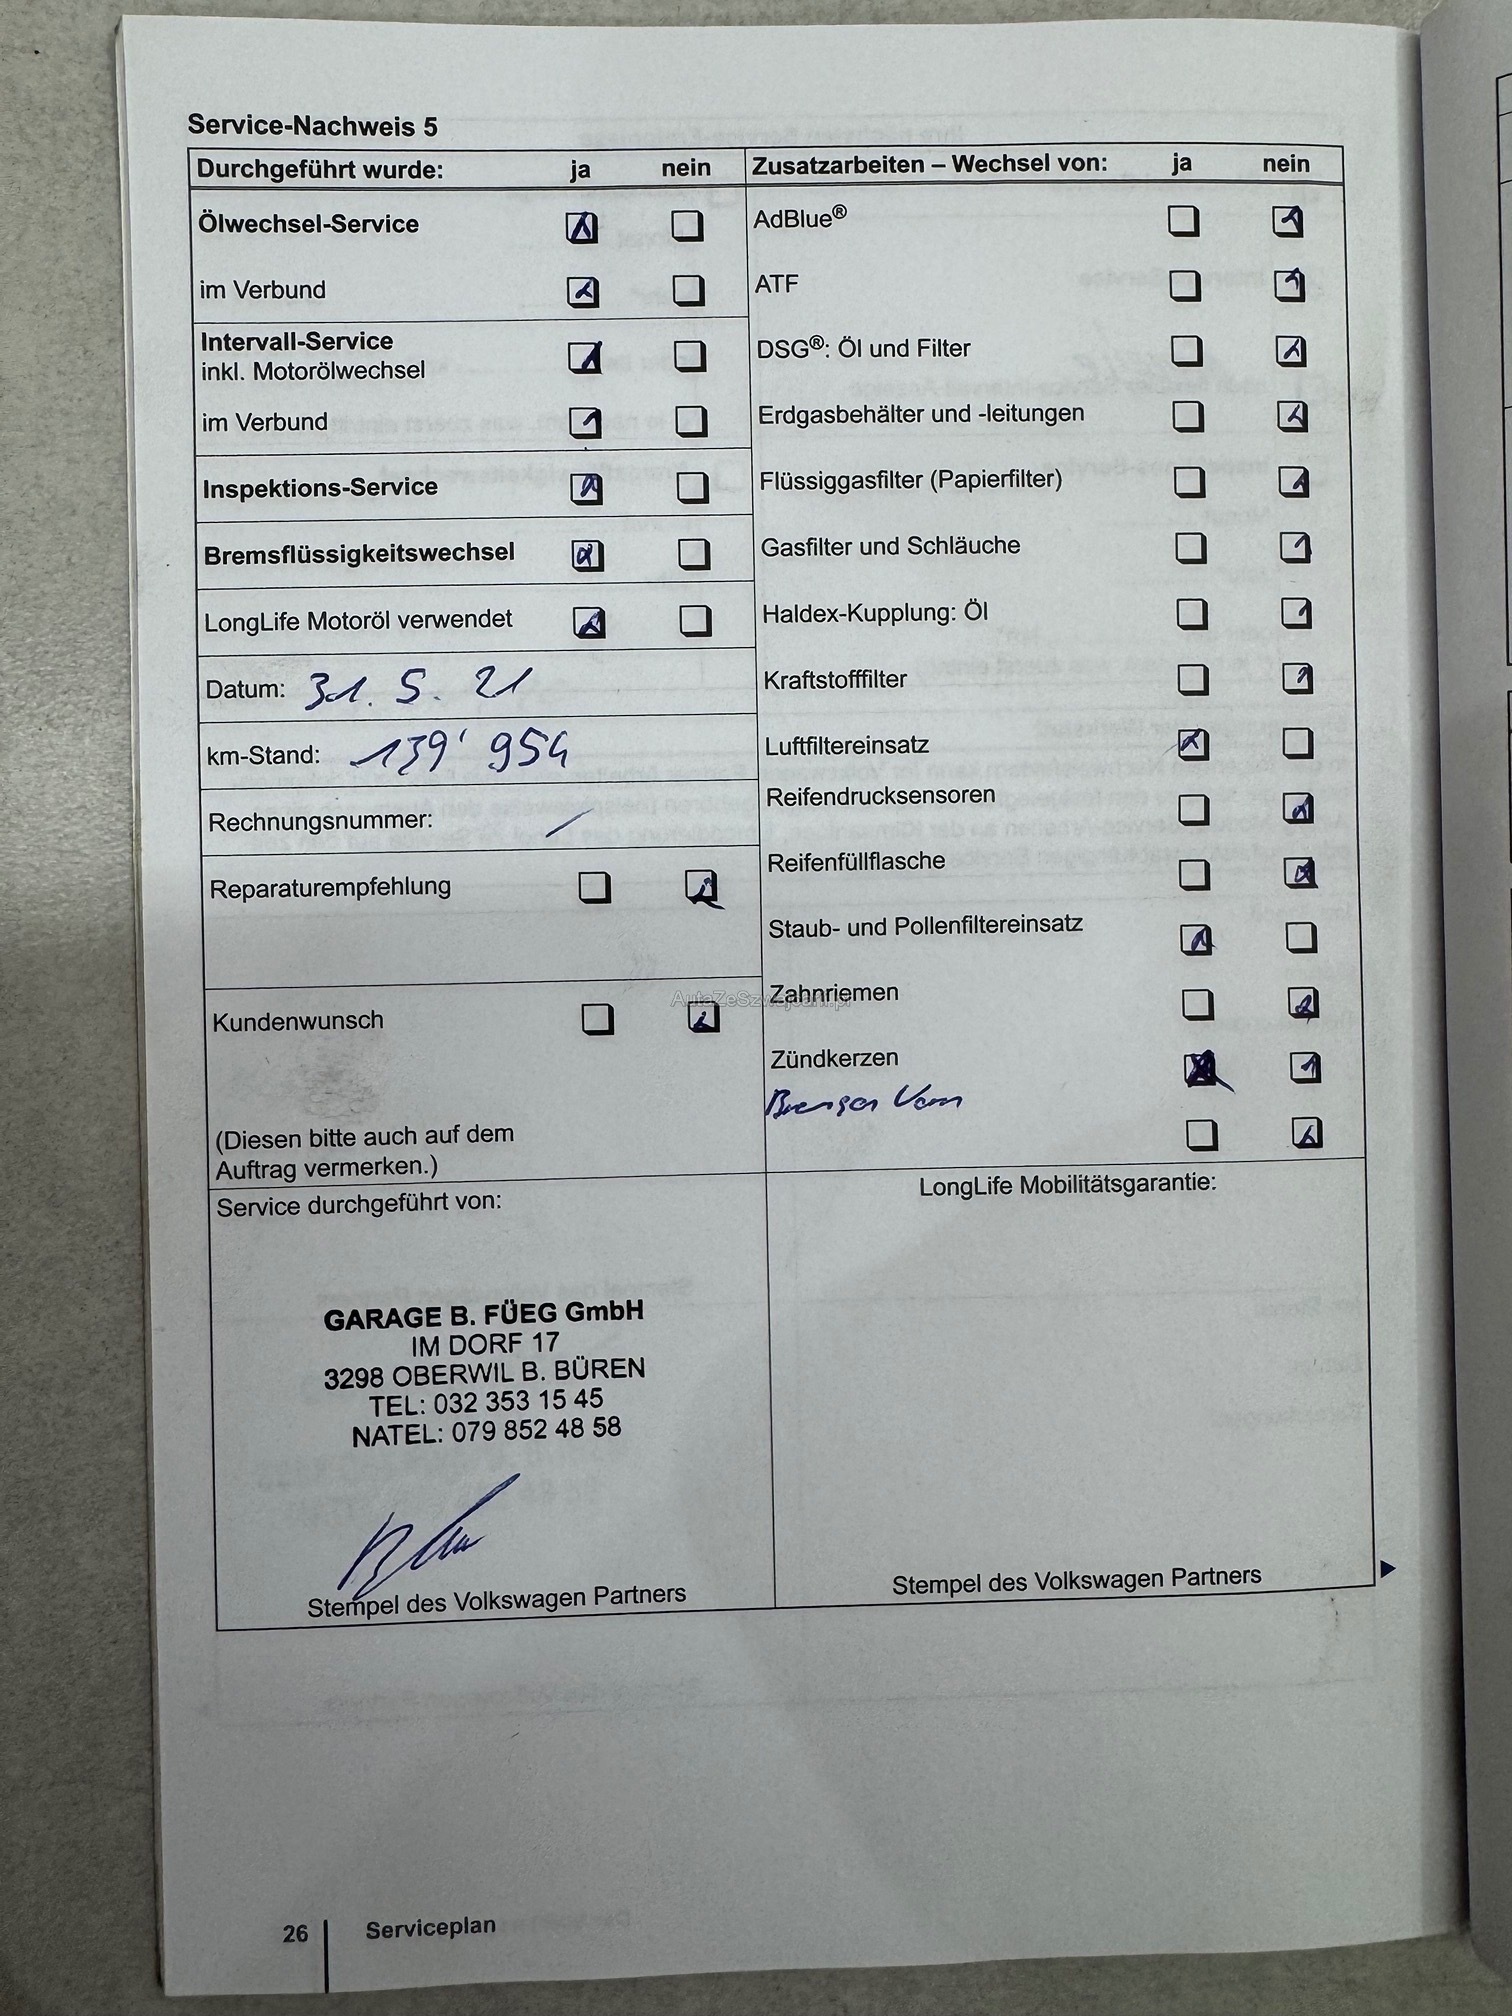 Service-Nachweis 5
Durchgeführt wurde: ja nein
Ölwechsel-Service
im Verbund
Intervall-Service
inkl. Motorölwechsel
im Verbund
Inspektions-Service
Bremsflüssigkeitswechsel
LongLife Motoröl verwendet
Datum: 31. 5. 21
km-Stand: 139' 954
Rechnungsnummer: /
Reparaturempfehlung
Kundenwunsch
(Diesen bitte auch auf dem
Auftrag vermerken.)
Zusatzarbeiten – Wechsel von: ja nein
AdBlue®
ATF
DSG®: Öl und Filter
Erdgasbehälter und -leitungen
Flüssiggasfilter (Papierfilter)
Gasfilter und Schläuche
Haldex-Kupplung: Öl
Kraftstofffilter
Luftfiltereinsatz
Reifendrucksensoren
Reifenfüllflasche
Staub- und Pollenfiltereinsatz
Zahnriemen
AutaZeSzwajcarii.pl
Zündkerzen
Service durchgeführt von:
GARAGE B. FÜEG GmbH
IM DORF 17
3298 OBERWIL B. BÜREN
TEL: 032 353 15 45
NATEL: 079 852 48 58
Stempel des Volkswagen Partners
LongLife Mobilitätsgarantie:
Stempel des Volkswagen Partners
26 Serviceplan